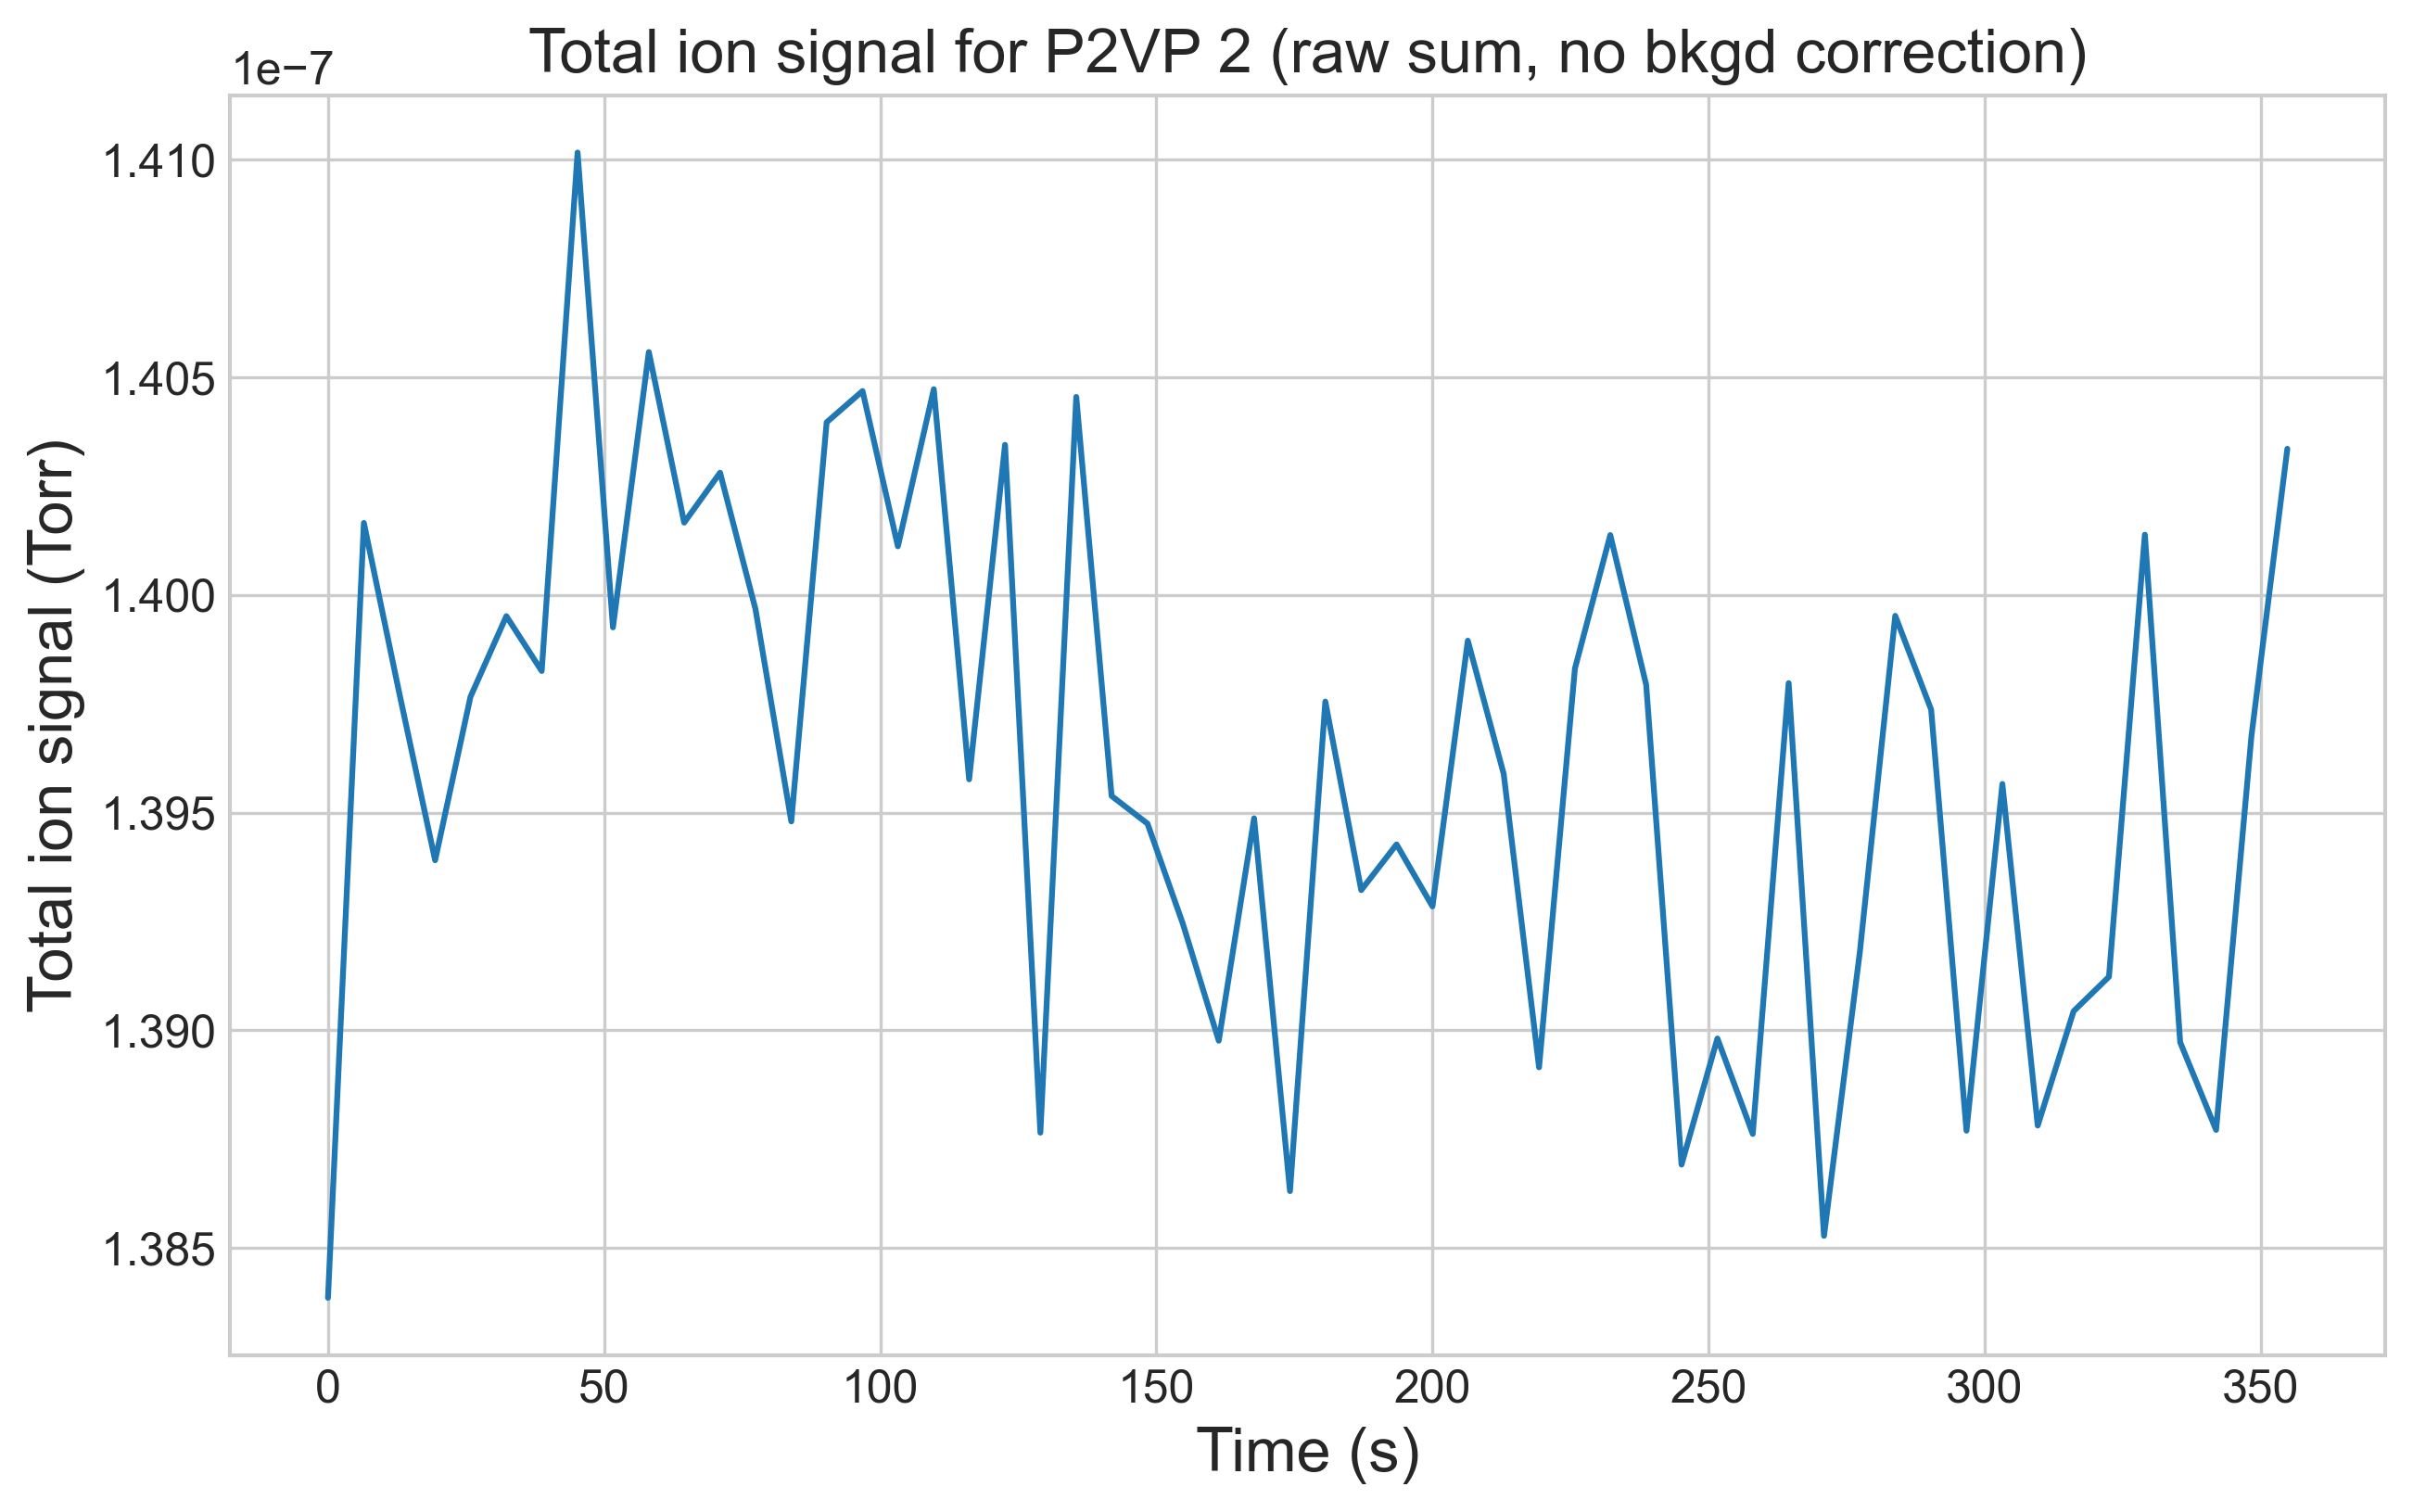 Total ion signal for P2VP 2 (raw sum, no bkgd correction)
1e−7
1.410
1.405
1.400
1.395
1.390
1.385
Total ion signal (Torr)
0 50 100 150 200 250 300 350
Time (s)